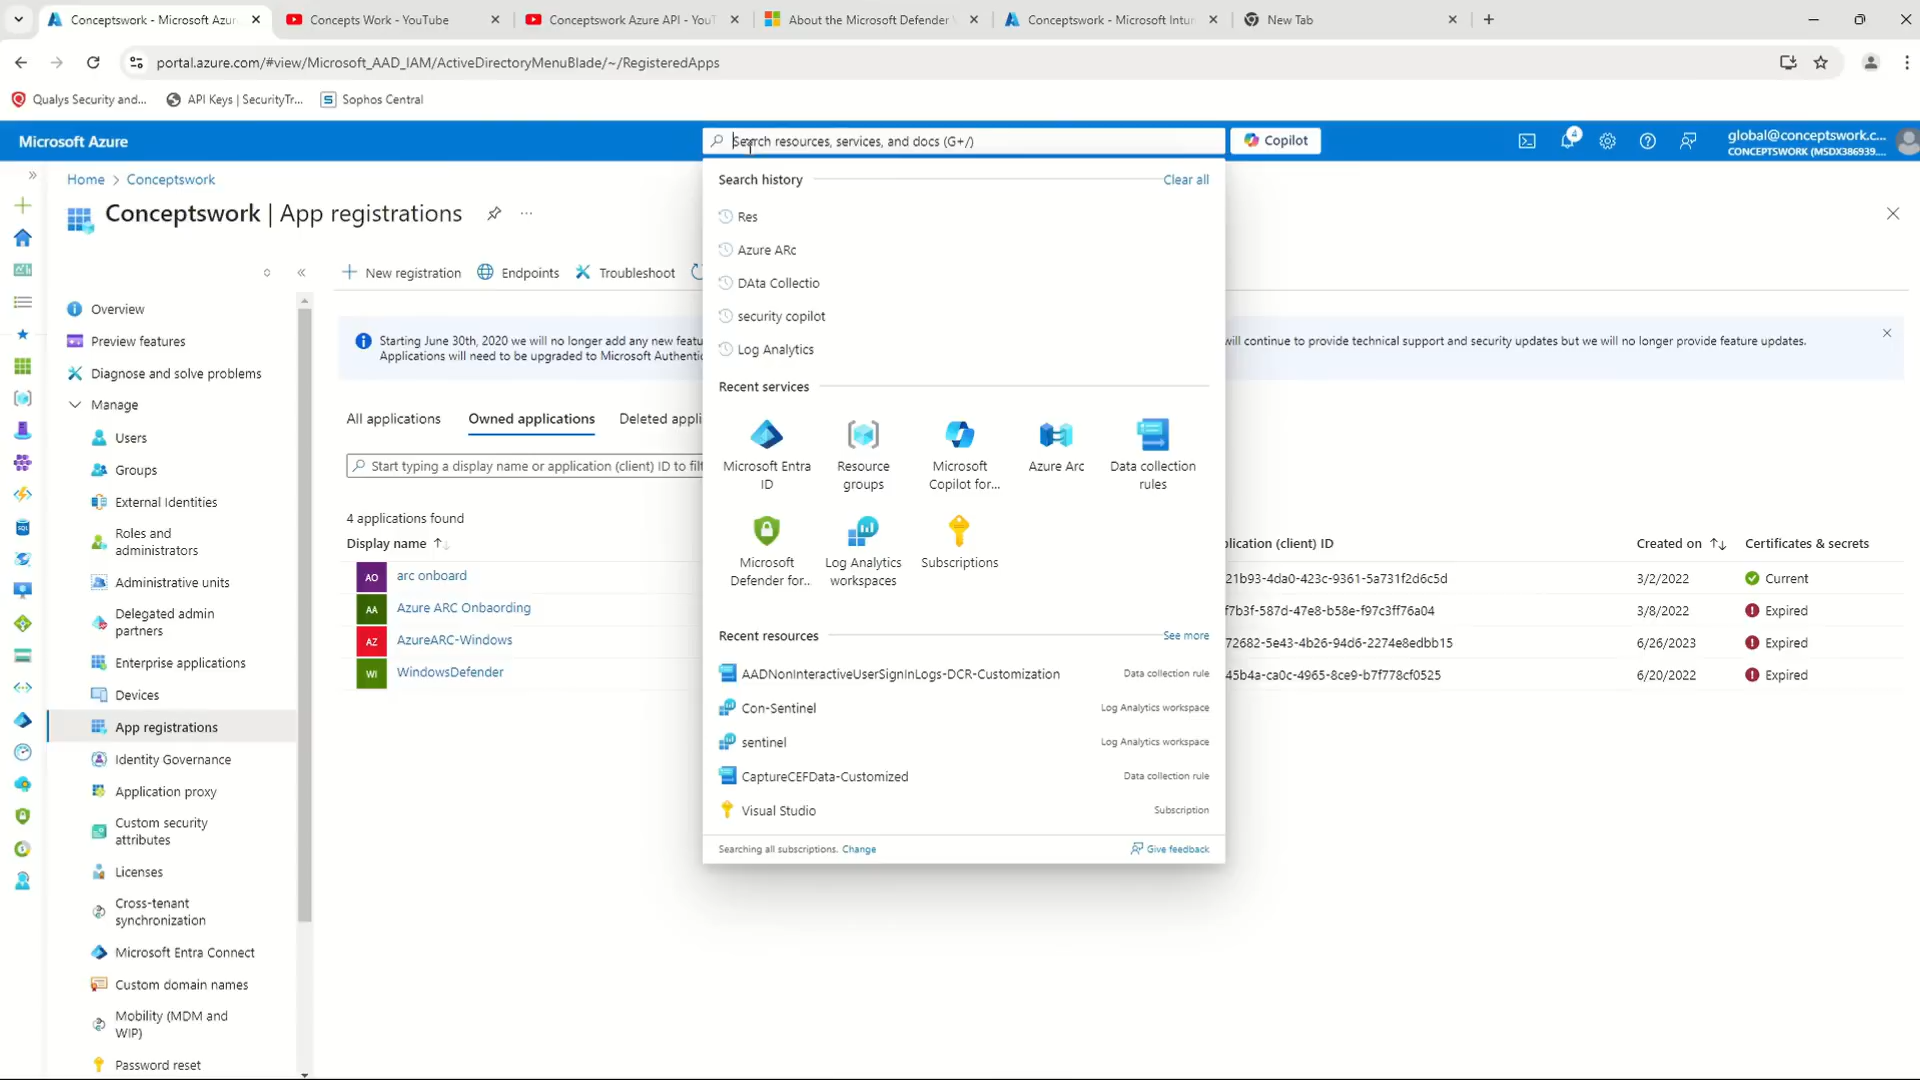 Conceptswork - Microsoft Azur
Concepts Work - YouTube
Conceptswork Azure API - YouT
About the Microsoft Defender
Conceptswork - Microsoft Intun
New Tab
portal.azure.com/#view/Microsoft_AAD_IAM/ActiveDirectoryMenuBlade/~/RegisteredApps
Qualys Security and...
API Keys | SecurityTr...
Sophos Central
Microsoft Azure
Search resources, services, and docs (G+/)
Copilot
4
global@conceptswork.c...
CONCEPTSWORK (MSDX386939....
Home > Conceptswork
Conceptswork | App registrations
...
New registration
Endpoints
Troubleshoot
Overview
Preview features
Diagnose and solve problems
Manage
Users
Groups
External Identities
Roles and
administrators
Administrative units
Delegated admin
partners
Enterprise applications
Devices
App registrations
Identity Governance
Application proxy
Custom security
attributes
Licenses
Cross-tenant
synchronization
Microsoft Entra Connect
Custom domain names
Mobility (MDM and
WIP)
Password reset
Starting June 30th, 2020 we will no longer add any new featu
will continue to provide technical support and security updates but we will no longer provide feature updates.
Applications will need to be upgraded to Microsoft Authenti
All applications
Owned applications
Deleted appli
Start typing a display name or application (client) ID to filt
4 applications found
Display name
plication (client) ID
Created on
Certificates & secrets
AO
arc onboard
21b93-4da0-423c-9361-5a731f2d6c5d
3/2/2022
Current
AA
Azure ARC Onbaording
f7b3f-587d-47e8-b58e-f97c3ff76a04
3/8/2022
Expired
AZ
AzureARC-Windows
72682-5e43-4b26-94d6-2274e8edbb15
6/26/2023
Expired
WI
WindowsDefender
45b4a-ca0c-4965-8ce9-b7f778cf0525
6/20/2022
Expired
Search history
Clear all
Res
Azure ARc
DAta Collectio
security copilot
Log Analytics
Recent services
Microsoft Entra
ID
Resource
groups
Microsoft
Copilot for...
Azure Arc
Data collection
rules
Microsoft
Defender for...
Log Analytics
workspaces
Subscriptions
Recent resources
See more
AADNonInteractiveUserSignInLogs-DCR-Customization
Data collection rule
Con-Sentinel
Log Analytics workspace
sentinel
Log Analytics workspace
CaptureCEFData-Customized
Data collection rule
Visual Studio
Subscription
Searching all subscriptions. Change
Give feedback